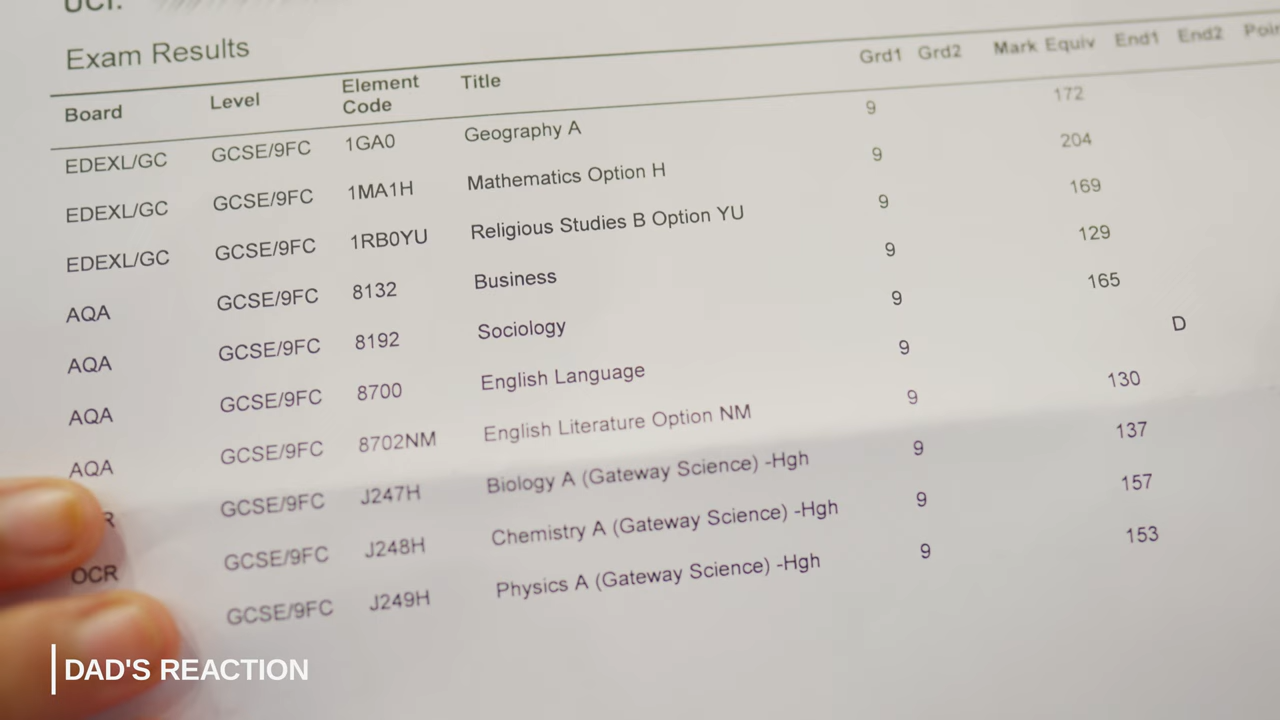 UCI:
Exam Results
Board Level Element Code Title Grd1 Grd2 Mark Equiv End1 End2
EDEXL/GC GCSE/9FC 1GA0 Geography A 9 172
EDEXL/GC GCSE/9FC 1MA1H Mathematics Option H 9 204
EDEXL/GC GCSE/9FC 1RB0YU Religious Studies B Option YU 9 169
AQA GCSE/9FC 8132 Business 9 129
AQA GCSE/9FC 8192 Sociology 9 165
AQA GCSE/9FC 8700 English Language 9 D
AQA GCSE/9FC 8702NM English Literature Option NM 9 130
R GCSE/9FC J247H Biology A (Gateway Science) -Hgh 9 137
OCR GCSE/9FC J248H Chemistry A (Gateway Science) -Hgh 9 157
GCSE/9FC J249H Physics A (Gateway Science) -Hgh 9 153
DAD'S REACTION